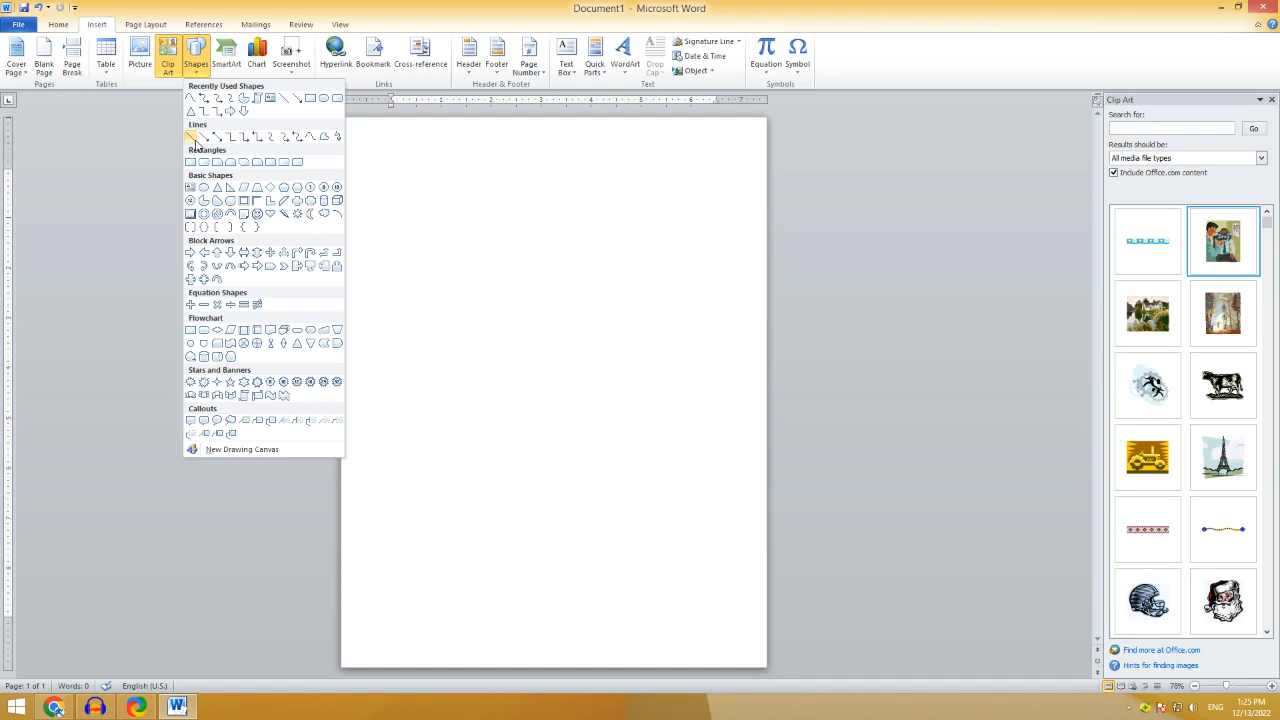 Document1 - Microsoft Word
File Home Insert Page Layout References Mailings Review View
Cover Page Blank Page Page Break Table Picture Clip Art Shapes SmartArt Chart Screenshot Hyperlink Bookmark Cross-reference Header Footer Page Number Text Box Quick Parts WordArt Drop Cap Signature Line Date & Time Object Equation Symbol
Pages Tables Links Header & Footer Text Symbols
Recently Used Shapes
Lines
Rectangles
Basic Shapes
Block Arrows
Equation Shapes
Flowchart
Stars and Banners
Callouts
New Drawing Canvas
Clip Art
Search for:
Go
Results should be:
All media file types
Include Office.com content
Find more at Office.com
Hints for finding images
Page: 1 of 1 Words: 0 English (U.S.) 78%
ENG 1:25 PM
12/13/2022